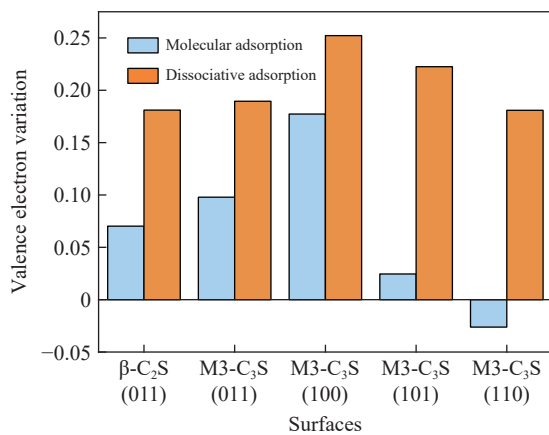 0.25
0.20
0.15
0.10
0.05
0
−0.05
Valence electron variation
Molecular adsorption
Dissociative adsorption
β-C₂S
(011)
M3-C₃S
(011)
M3-C₃S
(100)
M3-C₃S
(101)
M3-C₃S
(110)
Surfaces